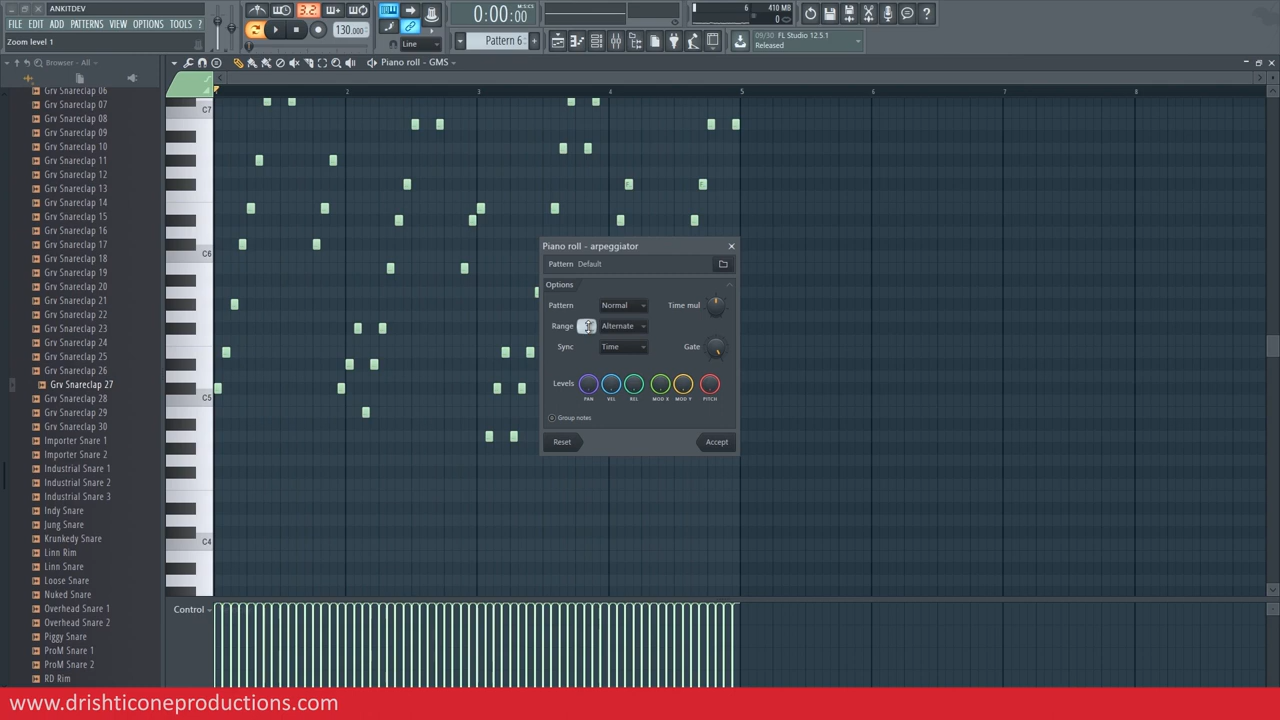 ANKITDEV
FILE EDIT ADD PATTERNS VIEW OPTIONS TOOLS ?
Zoom level 1
3.2
130.000
Line
0:00:00
M:S:CS
Pattern 6
6
410 MB
0
09/30 FL Studio 12.5.1
Released
Browser - All
Piano roll - GMS
Grv Snareclap 06
Grv Snareclap 07
Grv Snareclap 08
Grv Snareclap 09
Grv Snareclap 10
Grv Snareclap 11
Grv Snareclap 12
Grv Snareclap 13
Grv Snareclap 14
Grv Snareclap 15
Grv Snareclap 16
Grv Snareclap 17
Grv Snareclap 18
Grv Snareclap 19
Grv Snareclap 20
Grv Snareclap 21
Grv Snareclap 22
Grv Snareclap 23
Grv Snareclap 24
Grv Snareclap 25
Grv Snareclap 26
Grv Snareclap 27
Grv Snareclap 28
Grv Snareclap 29
Grv Snareclap 30
Importer Snare 1
Importer Snare 2
Industrial Snare 1
Industrial Snare 2
Industrial Snare 3
Indy Snare
Jung Snare
Krunkedy Snare
Linn Rim
Linn Snare
Loose Snare
Nuked Snare
Overhead Snare 1
Overhead Snare 2
Piggy Snare
ProM Snare 1
ProM Snare 2
RD Rim
2 3 4 5 6 7 8
C7
C6
C5
C4
Piano roll - arpeggiator
Pattern Default
Options
Pattern Normal Time mul
Range Alternate
Sync Time Gate
Levels
PAN VEL REL MOD X MOD Y PITCH
Group notes
Reset Accept
Control
www.drishticoneproductions.com